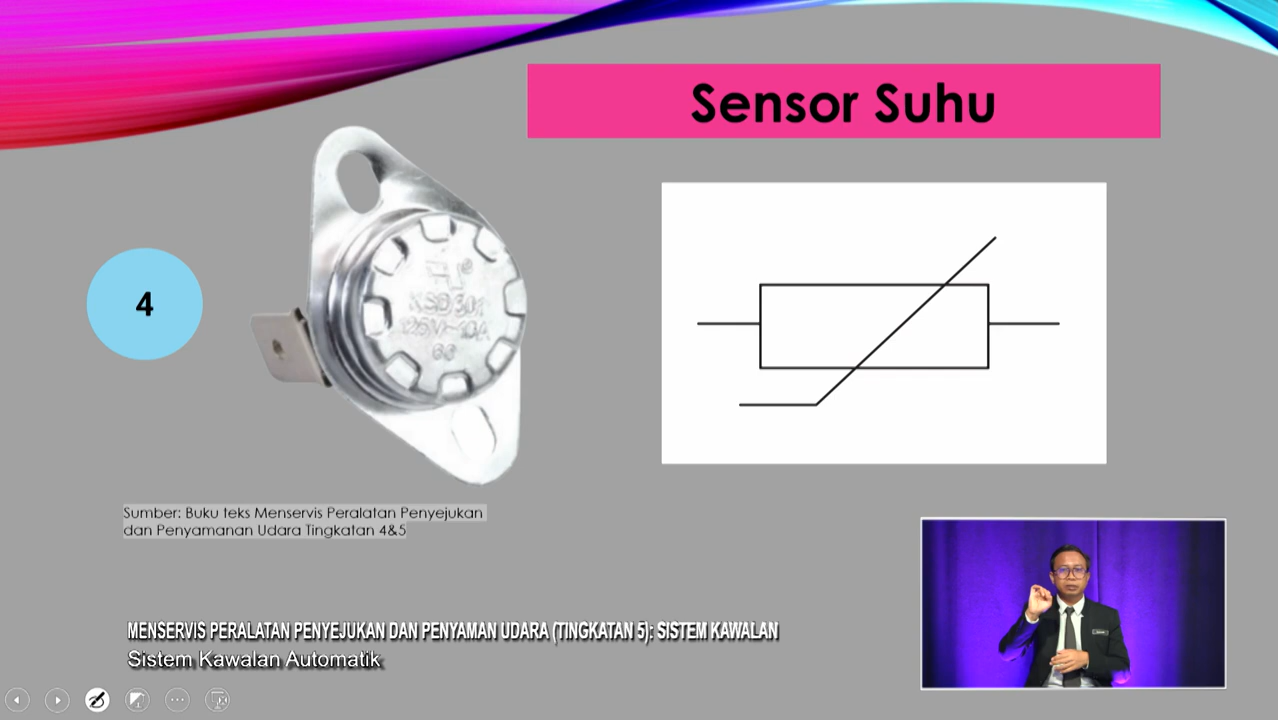 Sensor Suhu
4
KSD301
125V~10A
Sumber: Buku teks Menservis Peralatan Penyejukan
dan Penyamanan Udara Tingkatan 4&5
MENSERVIS PERALATAN PENYEJUKAN DAN PENYAMAN UDARA (TINGKATAN 5): SISTEM KAWALAN
Sistem Kawalan Automatik